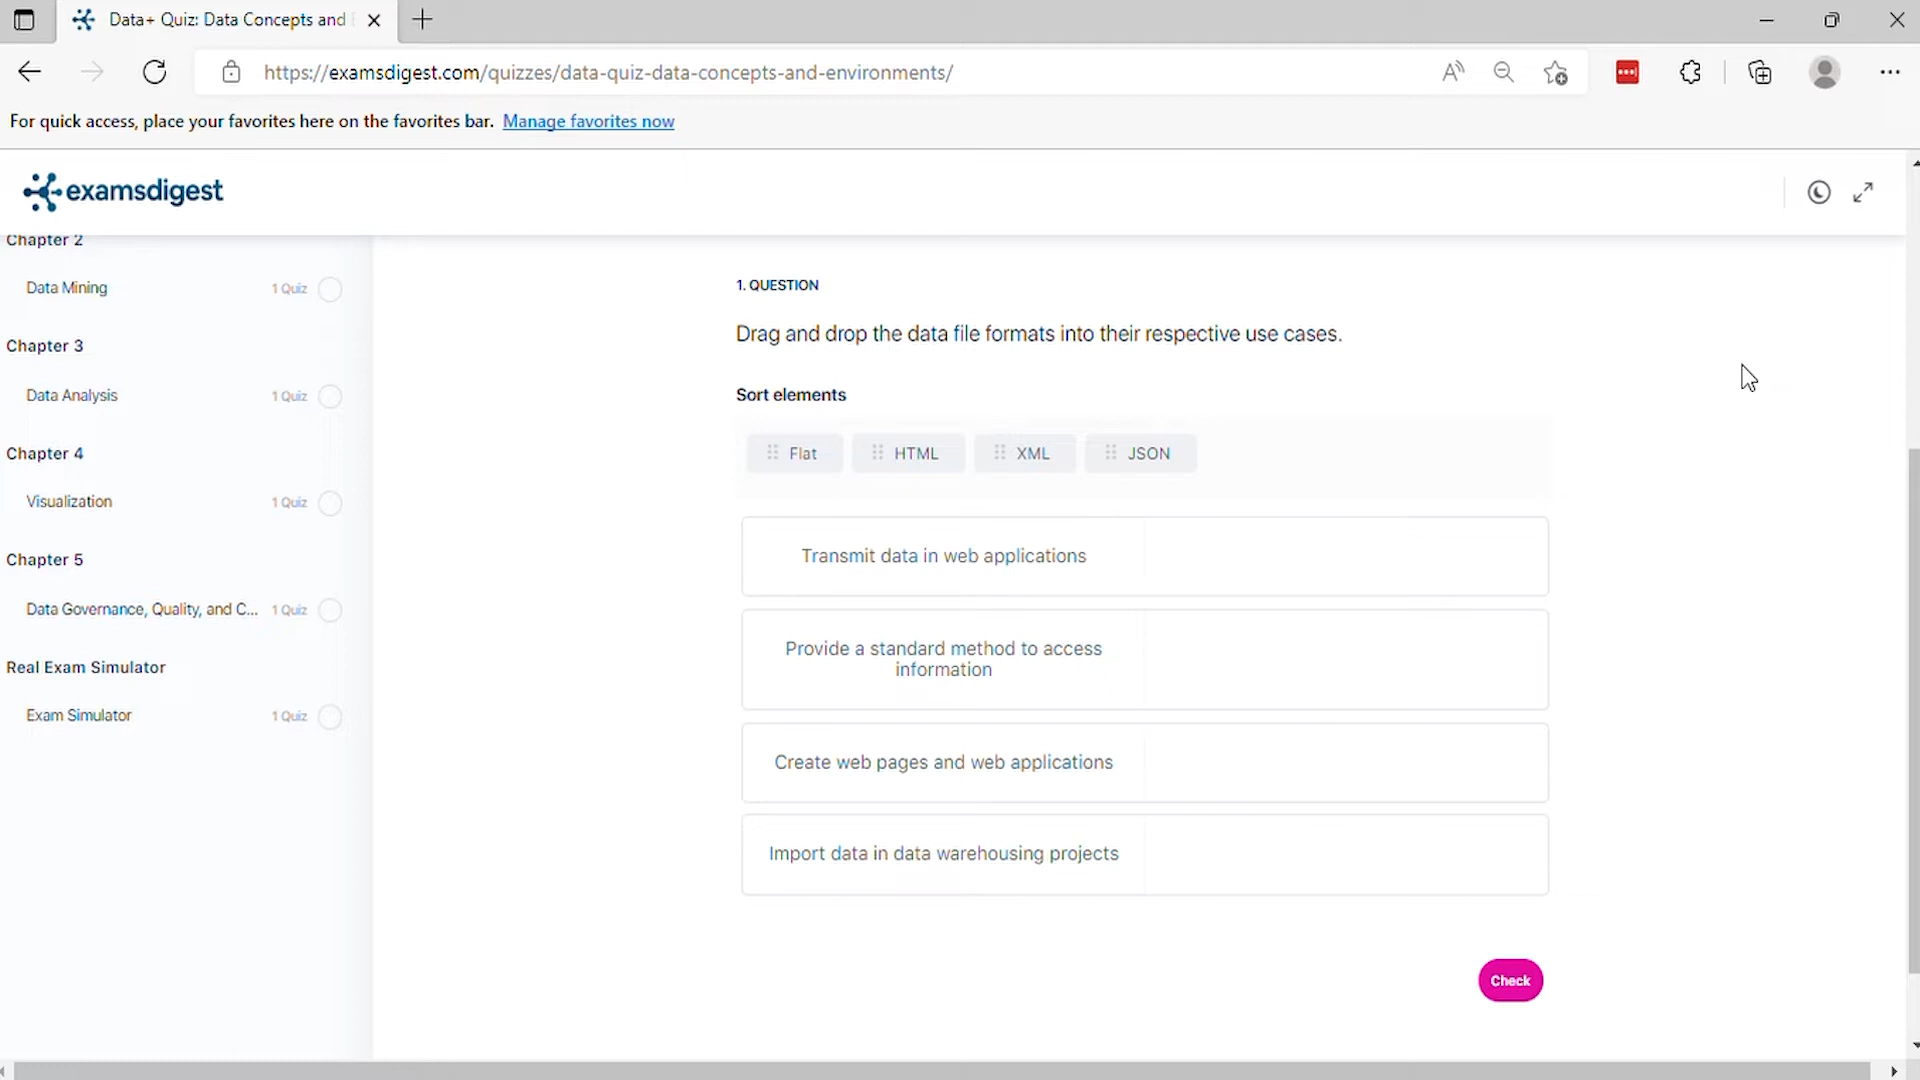 Data+ Quiz: Data Concepts and
https://examsdigest.com/quizzes/data-quiz-data-concepts-and-environments/
For quick access, place your favorites here on the favorites bar. Manage favorites now
examsdigest
Chapter 2
Data Mining 1 Quiz
Chapter 3
Data Analysis 1 Quiz
Chapter 4
Visualization 1 Quiz
Chapter 5
Data Governance, Quality, and C... 1 Quiz
Real Exam Simulator
Exam Simulator 1 Quiz
1. QUESTION
Drag and drop the data file formats into their respective use cases.
Sort elements
Flat HTML XML JSON
Transmit data in web applications
Provide a standard method to access
information
Create web pages and web applications
Import data in data warehousing projects
Check